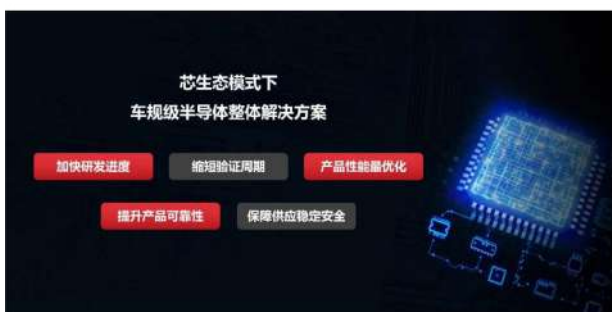 芯生态模式下
车规级半导体整体解决方案
加快研发进度
缩短验证周期
产品性能最优化
提升产品可靠性
保障供应稳定安全